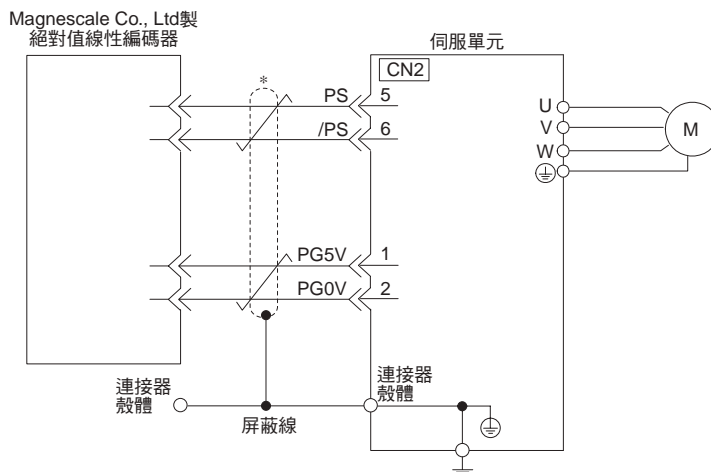 Magnescale Co., Ltd製
絕對值線性編碼器
伺服單元
CN2
*
PS 5
/PS 6
U
V
W
M
PG5V 1
PG0V 2
連接器
殼體
連接器
殼體
屏蔽線